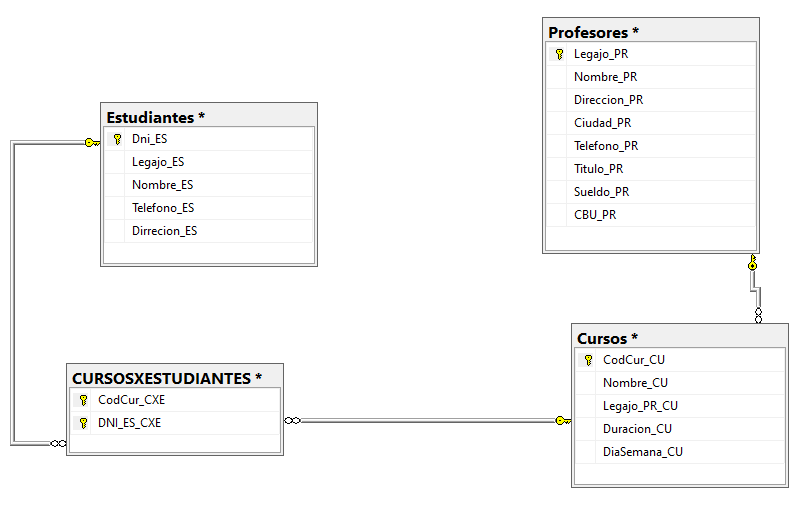 Profesores *
Legajo_PR
Nombre_PR
Direccion_PR
Ciudad_PR
Telefono_PR
Titulo_PR
Sueldo_PR
CBU_PR
Estudiantes *
Dni_ES
Legajo_ES
Nombre_ES
Telefono_ES
Dirrecion_ES
CURSOSXESTUDIANTES *
CodCur_CXE
DNI_ES_CXE
Cursos *
CodCur_CU
Nombre_CU
Legajo_PR_CU
Duracion_CU
DiaSemana_CU